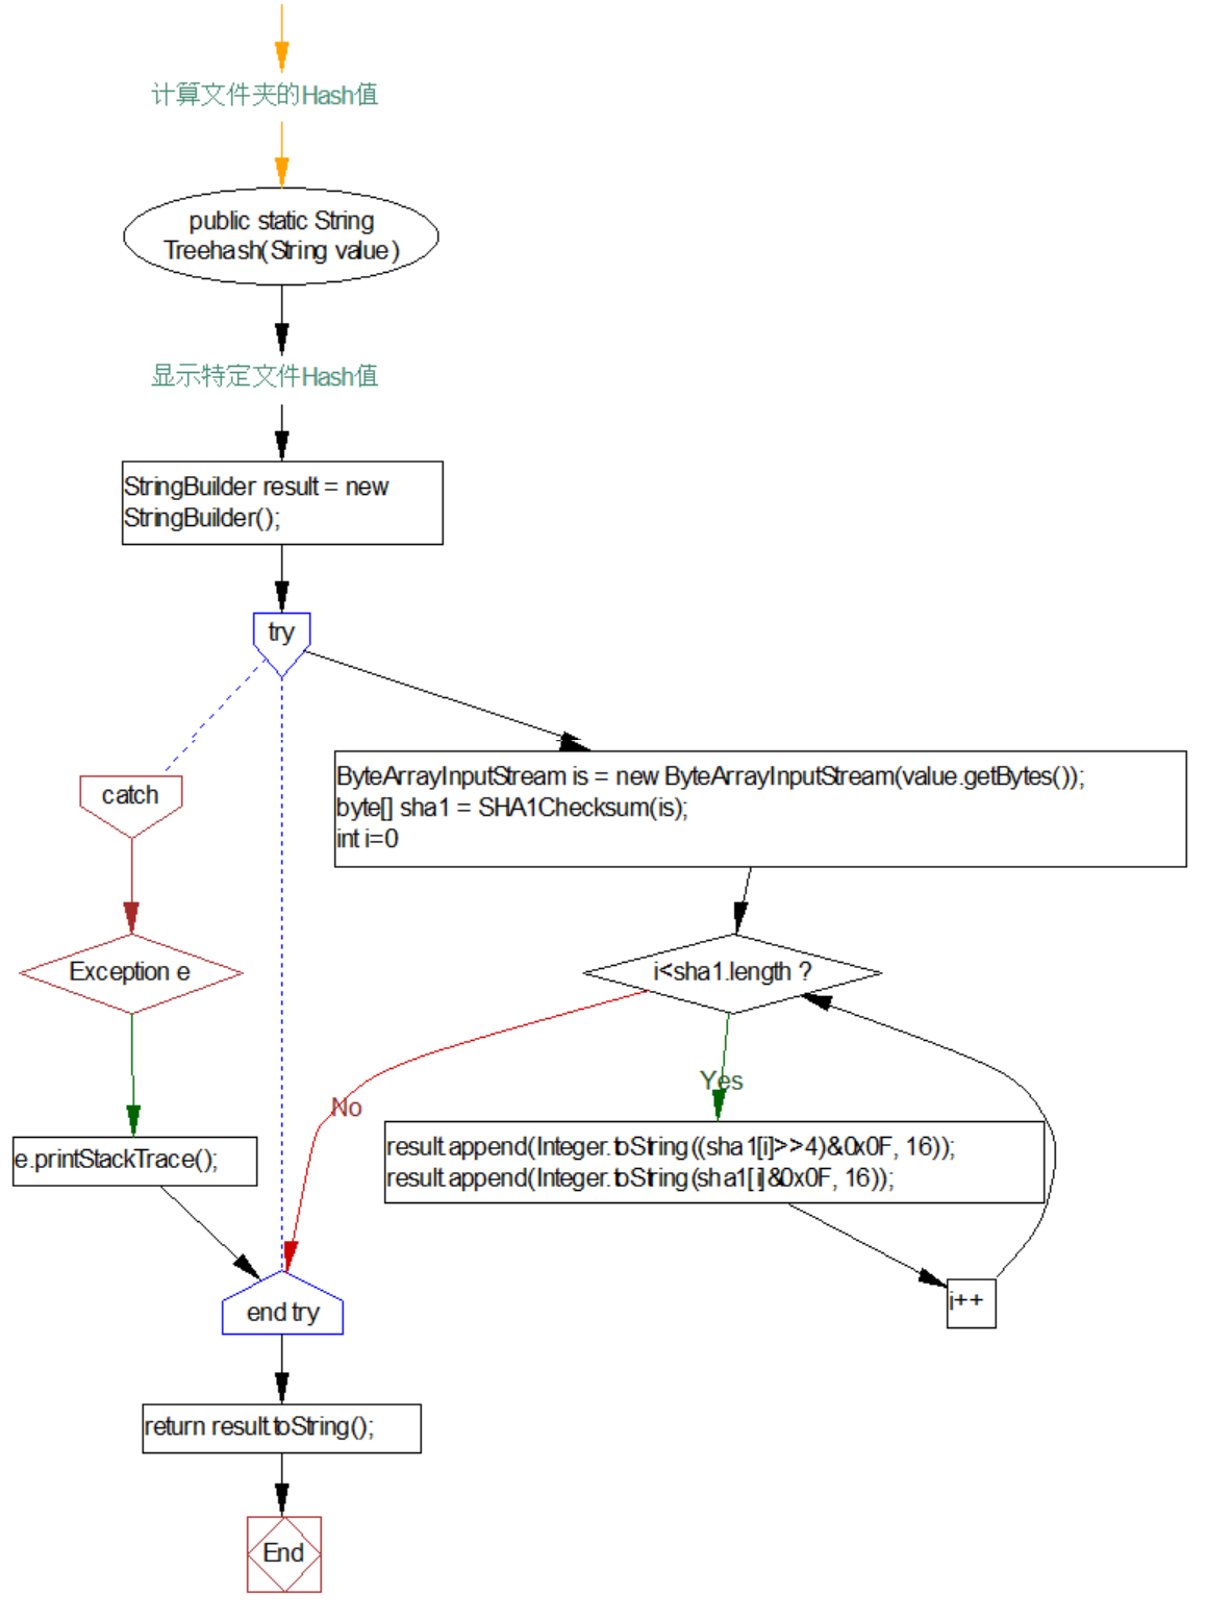 计算文件夹的Hash值
public static String
Treehash(String value)
显示特定文件Hash值
StringBuilder result = new
StringBuilder();
try
ByteArrayInputStream is = new ByteArrayInputStream(value.getBytes());
byte[] sha1 = SHA1Checksum(is);
int i=0
catch
Exception e
i<sha1.length ?
Yes
No
result.append(Integer.toString((sha1[i]>>4)&0x0F, 16));
result.append(Integer.toString(sha1[i]&0x0F, 16));
e.printStackTrace();
i++
end try
return result.toString();
End